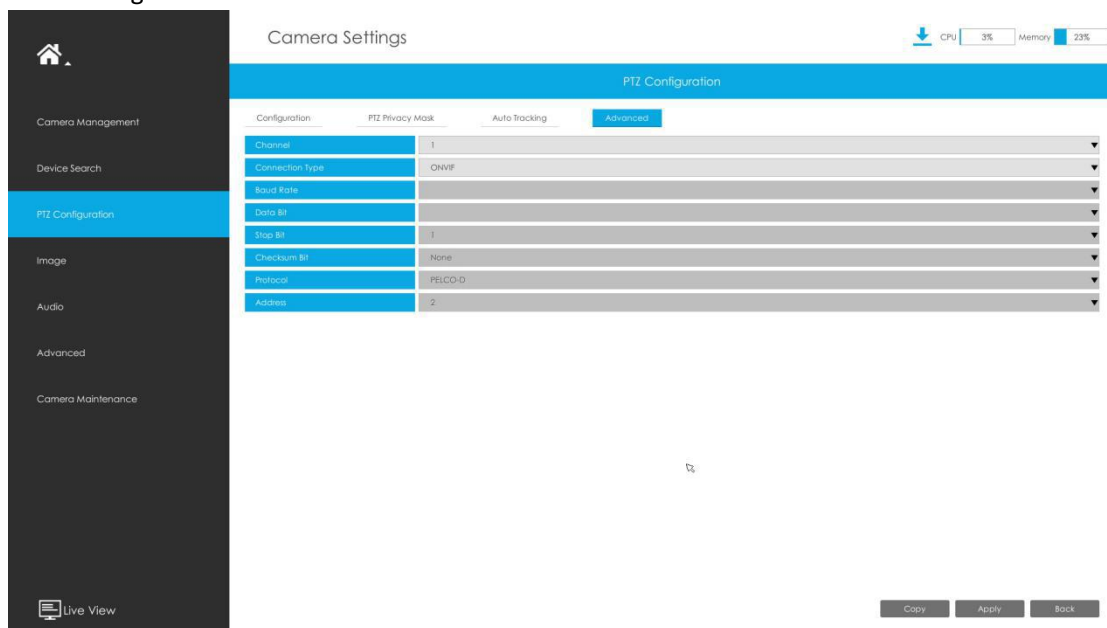 Camera Settings
CPU 3% Memory 23%
PTZ Configuration
Camera Management
Device Search
PTZ Configuration
Image
Audio
Advanced
Camera Maintenance
Live View
Configuration PTZ Privacy Mask Auto Tracking Advanced
Channel 1
Connection Type ONVIF
Baud Rate
Data Bit
Stop Bit 1
Checksum Bit None
Protocol PELCO-D
Address 2
Copy Apply Back